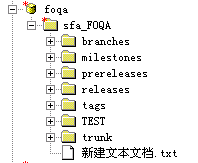 foqa
sfa_FOQA
branches
milestones
prereleases
releases
tags
TEST
trunk
新建文本文档.txt